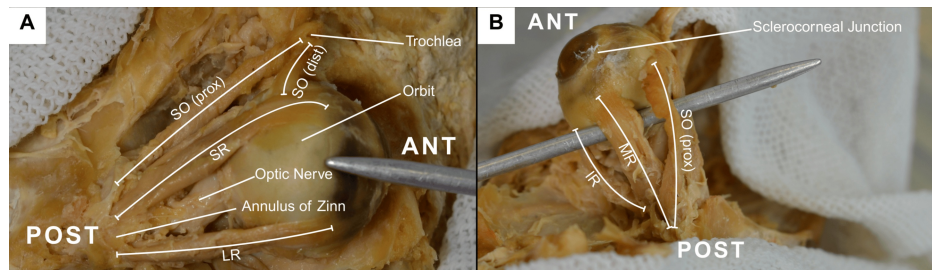 A
Trochlea
SO (prox)
SO (dist)
Orbit
SR
ANT
Optic Nerve
Annulus of Zinn
POST
LR
B
ANT
Sclerocorneal Junction
SO (prox)
MR
IR
POST